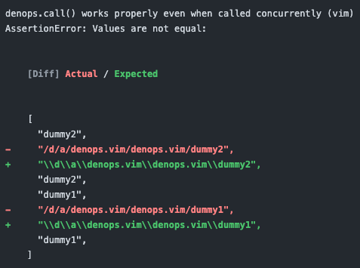 denops.call() works properly even when called concurrently (vim)
AssertionError: Values are not equal:
[Diff] Actual / Expected
[
"dummy2",
- "/d/a/denops.vim/denops.vim/dummy2",
+ "\\d\\a\\denops.vim\\denops.vim\\dummy2",
"dummy2",
"dummy1",
- "/d/a/denops.vim/denops.vim/dummy1",
+ "\\d\\a\\denops.vim\\denops.vim\\dummy1",
"dummy1",
]